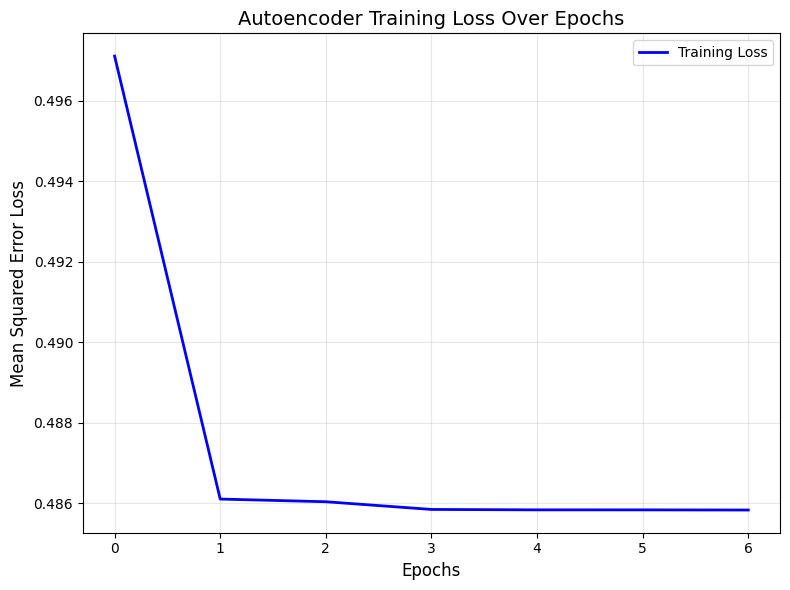 Autoencoder Training Loss Over Epochs
Training Loss
Mean Squared Error Loss
0.496
0.494
0.492
0.490
0.488
0.486
0 1 2 3 4 5 6
Epochs